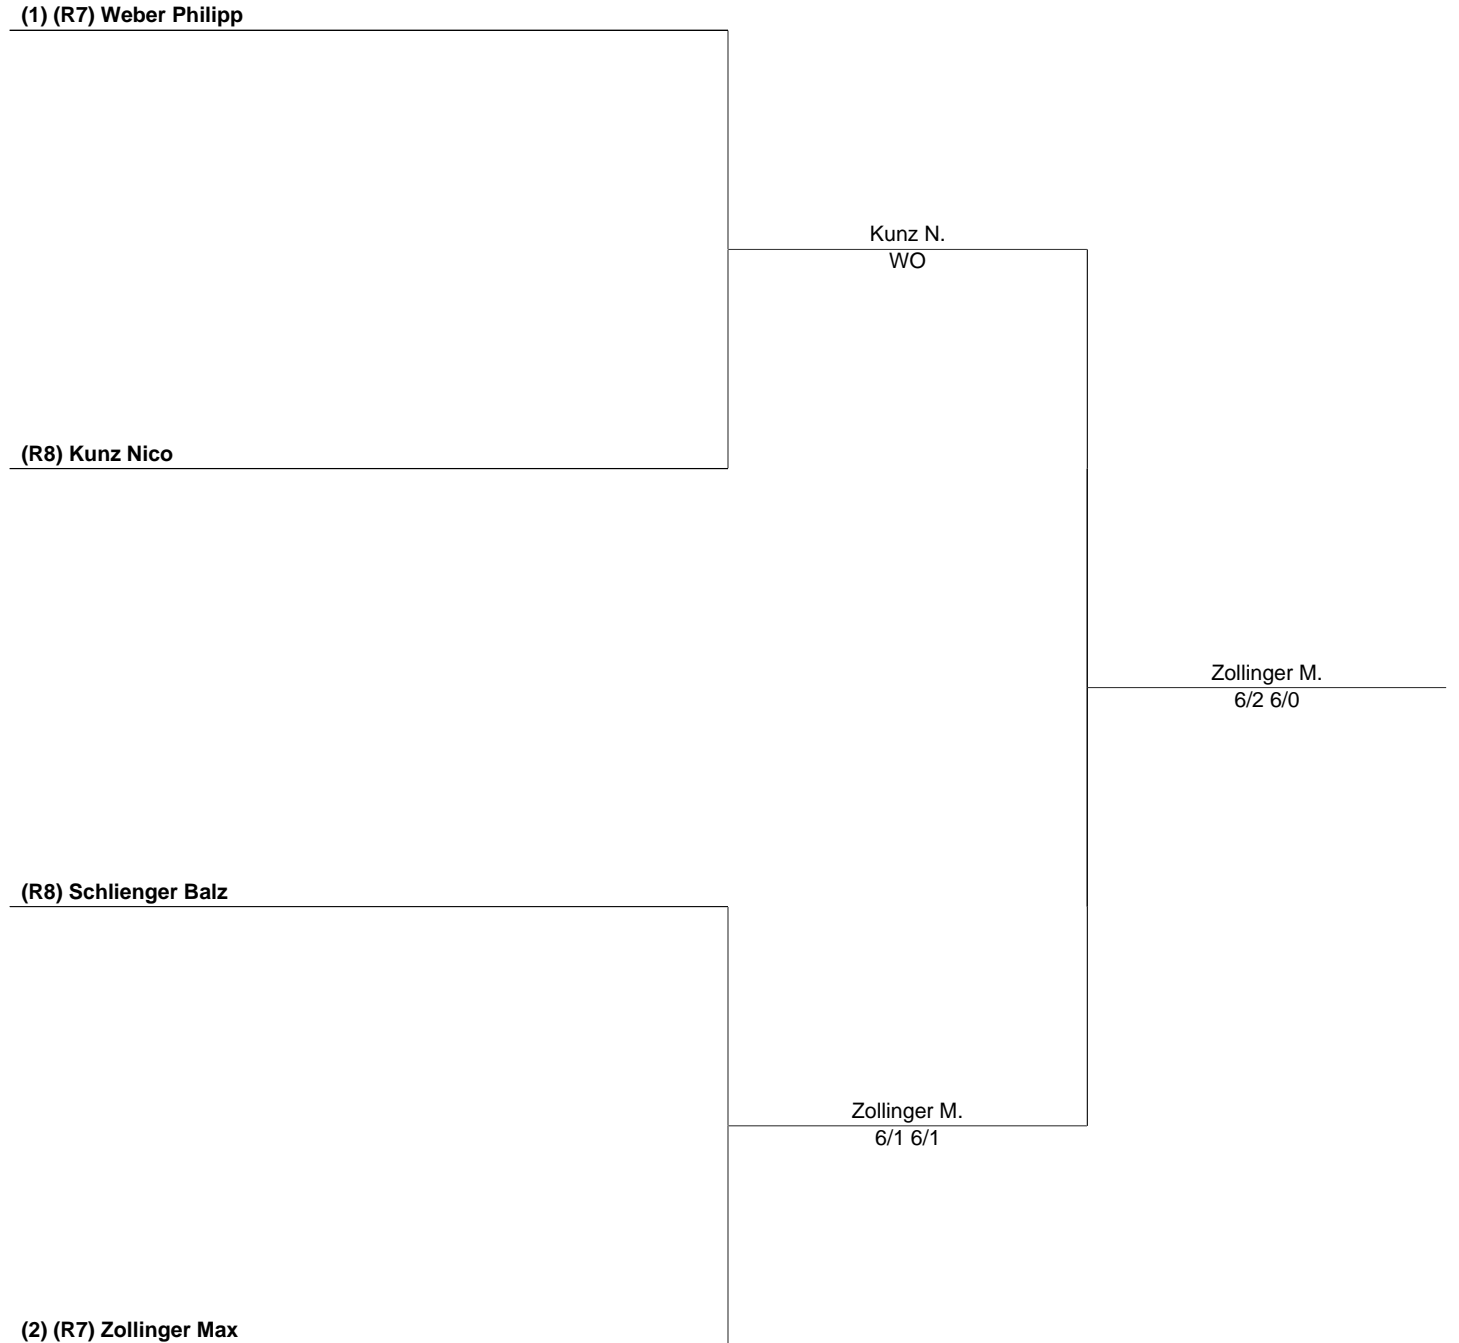 (1) (R7) Weber Philipp
Kunz N.
WO
(R8) Kunz Nico
Zollinger M.
6/2 6/0
(R8) Schlienger Balz
Zollinger M.
6/1 6/1
(2) (R7) Zollinger Max